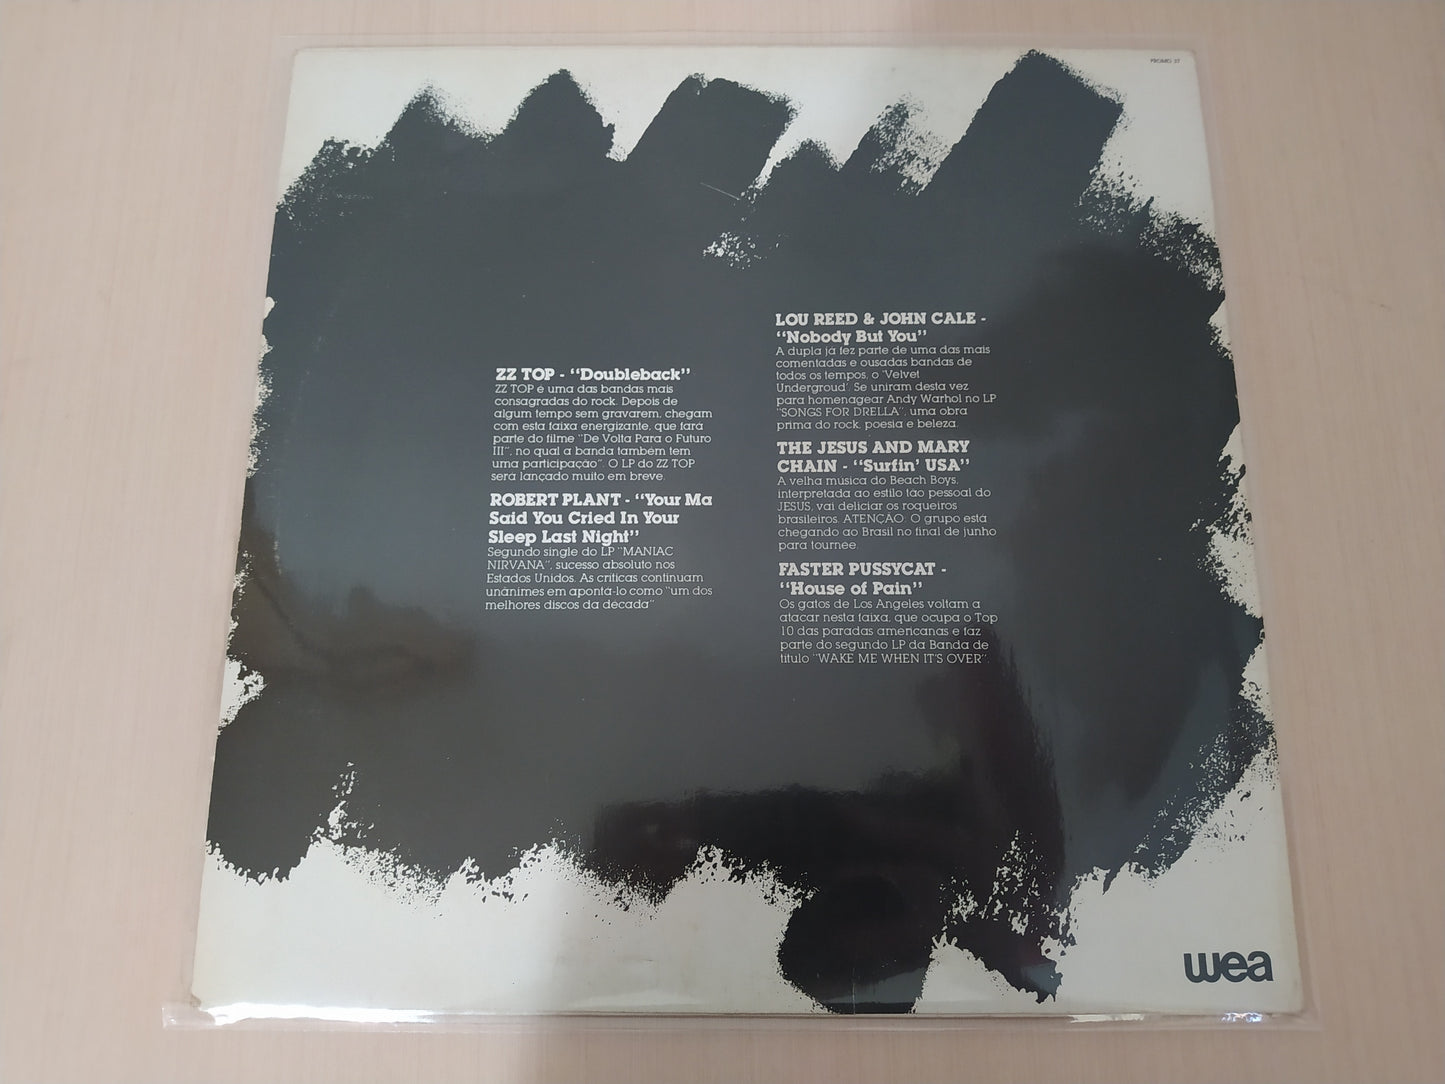 PROMO 37
ZZ TOP - "Doubleback"
ZZ TOP é uma das bandas mais
consagradas do rock. Depois de
algum tempo sem gravarem, chegam
com esta faixa energizante, que fará
parte do filme "De Volta Para o Futuro
III", no qual a banda também tem
uma participação". O LP do ZZ TOP
será lançado muito em breve.
ROBERT PLANT - "Your Ma
Said You Cried In Your
Sleep Last Night"
Segundo single do LP "MANIAC
NIRVANA", sucesso absoluto nos
Estados Unidos. As críticas continuam
unânimes em apontá-lo como "um dos
melhores discos da década"
LOU REED & JOHN CALE -
"Nobody But You"
A dupla já fez parte de uma das mais
comentadas e ousadas bandas de
todos os tempos, o 'Velvet
Undergroud'. Se uniram desta vez
para homenagear Andy Warhol no LP
"SONGS FOR DRELLA", uma obra
prima do rock, poesia e beleza.
THE JESUS AND MARY
CHAIN - "Surfin' USA"
A velha música do Beach Boys,
interpretada ao estilo tão pessoal do
JESUS, vai deliciar os roqueiros
brasileiros. ATENÇÃO: O grupo está
chegando ao Brasil no final de junho
para tournée.
FASTER PUSSYCAT -
"House of Pain"
Os gatos de Los Angeles voltam a
atacar nesta faixa, que ocupa o Top
10 das paradas americanas e faz
parte do segundo LP da Banda de
título "WAKE ME WHEN IT'S OVER".
wea